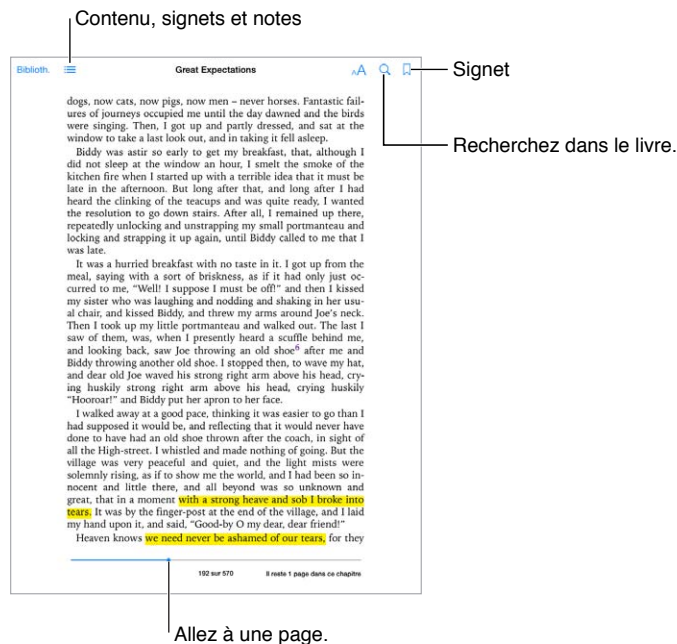 Contenu, signets et notes
Biblioth.
Great Expectations
AA
Signet
Recherchez dans le livre.
dogs, now cats, now pigs, now men – never horses. Fantastic fail-
ures of journeys occupied me until the day dawned and the birds
were singing. Then, I got up and partly dressed, and sat at the
window to take a last look out, and in taking it fell asleep.
Biddy was astir so early to get my breakfast, that, although I
did not sleep at the window an hour, I smelt the smoke of the
kitchen fire when I started up with a terrible idea that it must be
late in the afternoon. But long after that, and long after I had
heard the clinking of the teacups and was quite ready, I wanted
the resolution to go down stairs. After all, I remained up there,
repeatedly unlocking and unstrapping my small portmanteau and
locking and strapping it up again, until Biddy called to me that I
was late.
It was a hurried breakfast with no taste in it. I got up from the
meal, saying with a sort of briskness, as if it had only just oc-
curred to me, “Well! I suppose I must be off!” and then I kissed
my sister who was laughing and nodding and shaking in her usu-
al chair, and kissed Biddy, and threw my arms around Joe’s neck.
Then I took up my little portmanteau and walked out. The last I
saw of them, was, when I presently heard a scuffle behind me,
and looking back, saw Joe throwing an old shoe6 after me and
Biddy throwing another old shoe. I stopped then, to wave my hat,
and dear old Joe waved his strong right arm above his head, cry-
ing huskily strong right arm above his head, crying huskily
“Hooroar!” and Biddy put her apron to her face.
I walked away at a good pace, thinking it was easier to go than I
had supposed it would be, and reflecting that it would never have
done to have had an old shoe thrown after the coach, in sight of
all the High-street. I whistled and made nothing of going. But the
village was very peaceful and quiet, and the light mists were
solemnly rising, as if to show me the world, and I had been so in-
nocent and little there, and all beyond was so unknown and
great, that in a moment with a strong heave and sob I broke into
tears. It was by the finger-post at the end of the village, and I laid
my hand upon it, and said, “Good-by O my dear, dear friend!”
Heaven knows we need never be ashamed of our tears, for they
192 sur 570
Il reste 1 page dans ce chapitre
Allez à une page.